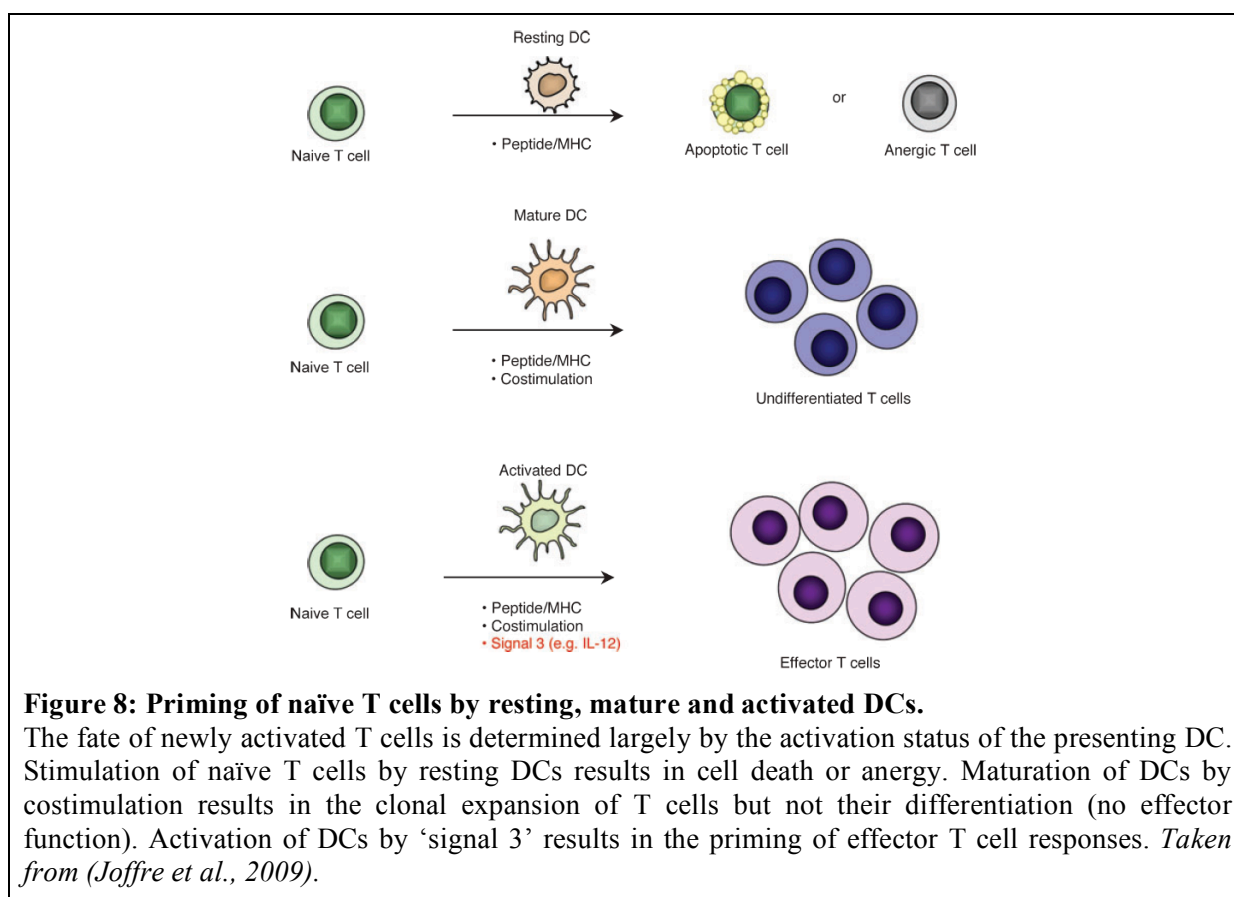 Resting DC
Naive T cell
• Peptide/MHC
Apoptotic T cell
or
Anergic T cell
Mature DC
Naive T cell
• Peptide/MHC
• Costimulation
Undifferentiated T cells
Activated DC
Naive T cell
• Peptide/MHC
• Costimulation
• Signal 3 (e.g. IL-12)
Effector T cells
Figure 8: Priming of naïve T cells by resting, mature and activated DCs.
The fate of newly activated T cells is determined largely by the activation status of the presenting DC.
Stimulation of naïve T cells by resting DCs results in cell death or anergy. Maturation of DCs by
costimulation results in the clonal expansion of T cells but not their differentiation (no effector
function). Activation of DCs by ‘signal 3’ results in the priming of effector T cell responses. Taken
from (Joffre et al., 2009).